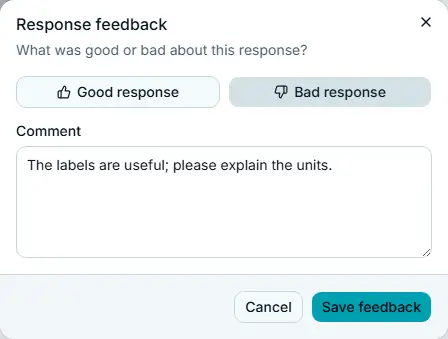 Response feedback
What was good or bad about this response?
Good response
Bad response
Comment
The labels are useful; please explain the units.
Cancel
Save feedback